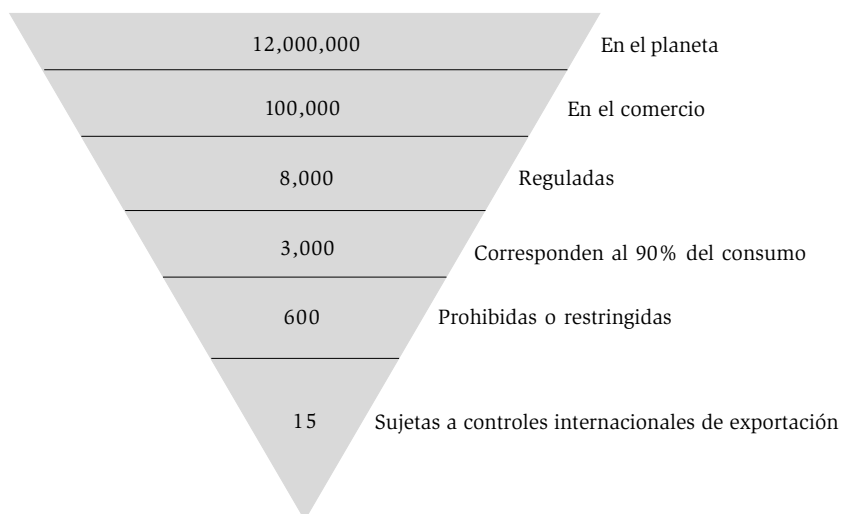 12,000,000 En el planeta
100,000 En el comercio
8,000 Reguladas
3,000 Corresponden al 90% del consumo
600 Prohibidas o restringidas
15 Sujetas a controles internacionales de exportación